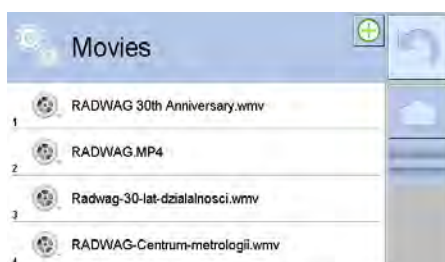 Movies
RADWAG 30th Anniversary.wmv
1
RADWAG.MP4
2
Radwag-30-lat-dzialalnosci.wmv
3
RADWAG-Centrum-metrologii.wmv
4